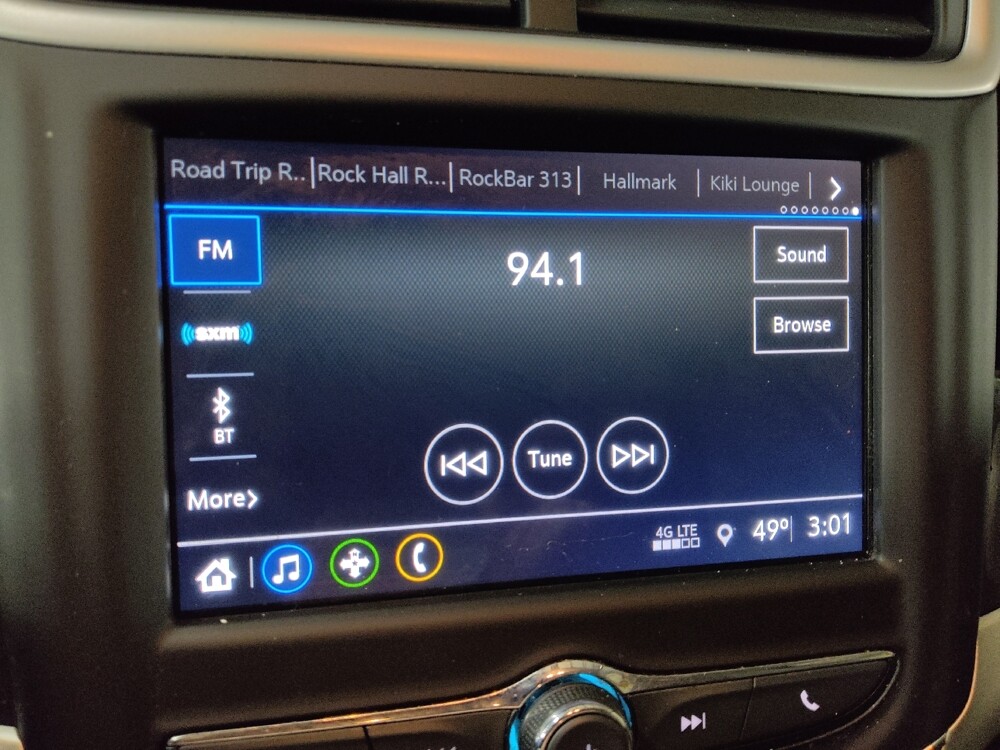 Road Trip R.. Rock Hall R... RockBar 313 Hallmark Kiki Lounge
FM
94.1
Sound
sxm
Browse
BT
Tune
More
4G LTE
49° 3:01